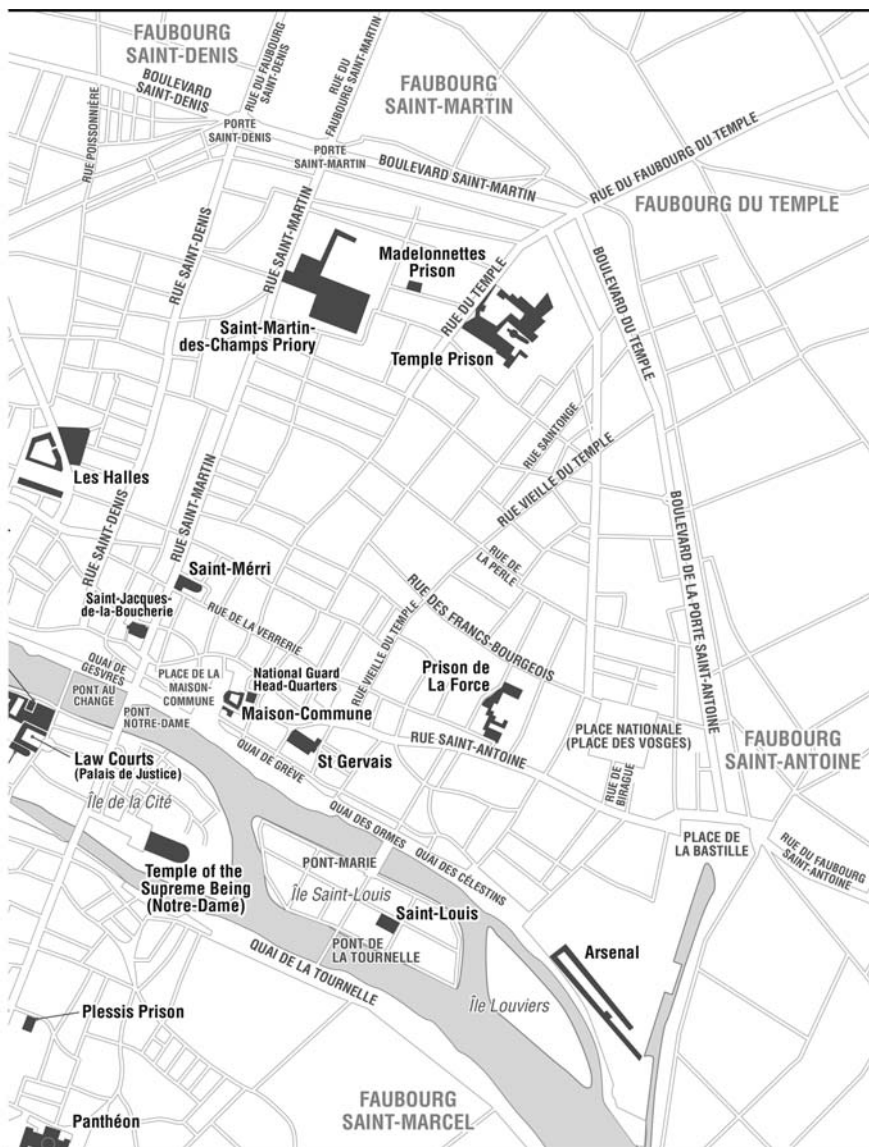 FAUBOURG
SAINT-DENIS
BOULEVARD
SAINT-DENIS
RUE DU FAUBOURG
SAINT-DENIS
RUE DU
FAUBOURG SAINT-MARTIN
FAUBOURG
SAINT-MARTIN
RUE POISSONNIÈRE
PORTE
SAINT-DENIS
PORTE
SAINT-MARTIN
BOULEVARD SAINT-MARTIN
RUE DU FAUBOURG DU TEMPLE
FAUBOURG DU TEMPLE
RUE SAINT-DENIS
RUE SAINT-MARTIN
Madelonnettes
Prison
RUE DU TEMPLE
BOULEVARD DU TEMPLE
Saint-Martin-
des-Champs Priory
Temple Prison
RUE SAINTONGE
RUE VIEILLE DU TEMPLE
Les Halles
RUE SAINT-DENIS
RUE SAINT-MARTIN
BOULEVARD DE LA PORTE SAINT-ANTOINE
RUE DE
LA PERLE
Saint-Mérri
RUE DES FRANCS-BOURGEOIS
Saint-Jacques-
de-la-Boucherie
RUE DE LA VERRERIE
RUE VIEILLE DU TEMPLE
QUAI DE
GESVRES
PLACE DE LA
MAISON-
COMMUNE
National Guard
Head-Quarters
Prison de
La Force
PONT AU
CHANGE
PONT
NOTRE-DAME
Maison-Commune
RUE SAINT-ANTOINE
PLACE NATIONALE
(PLACE DES VOSGES)
FAUBOURG
SAINT-ANTOINE
Law Courts
(Palais de Justice)
QUAI DE GRÈVE
St Gervais
RUE DE
BIRAGUE
Île de la Cité
QUAI DES ORMES
QUAI DES CÉLESTINS
PLACE DE
LA BASTILLE
RUE DU FAUBOURG
SAINT-ANTOINE
Temple of the
Supreme Being
(Notre-Dame)
PONT-MARIE
Île Saint-Louis
Saint-Louis
QUAI DE LA TOURNELLE
PONT DE
LA TOURNELLE
Arsenal
Île Louviers
Plessis Prison
FAUBOURG
SAINT-MARCEL
Panthéon